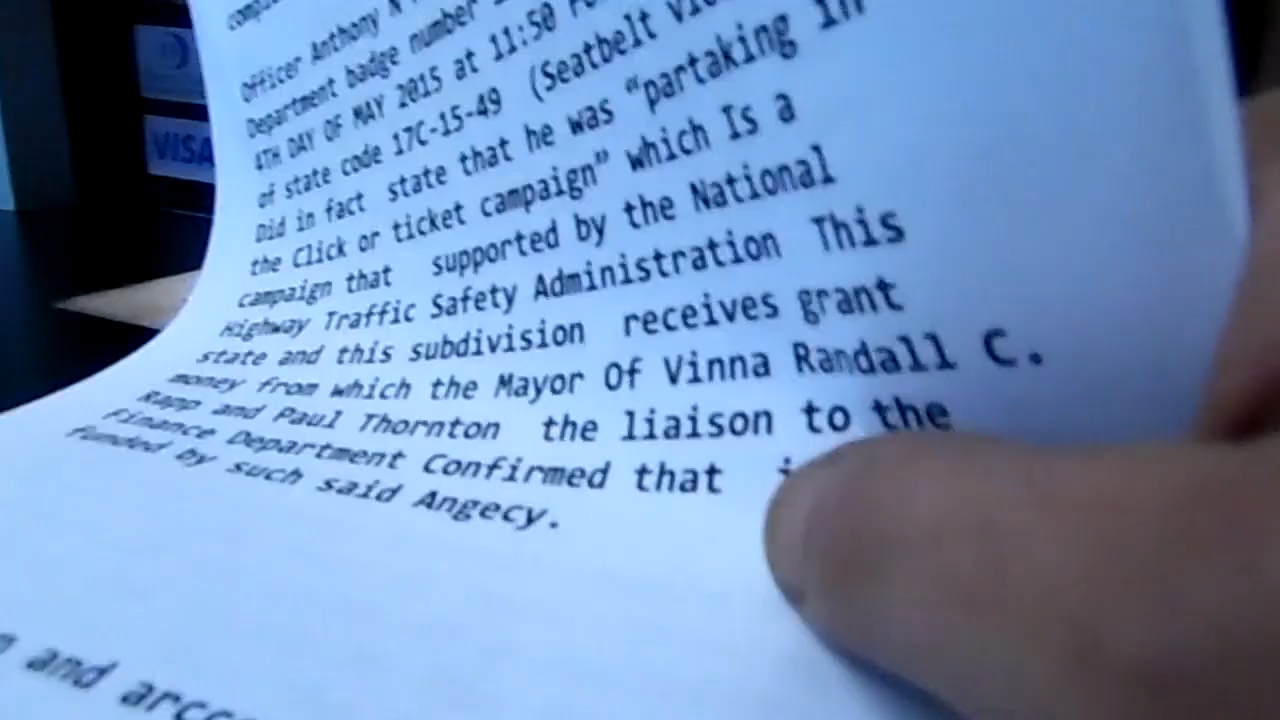 VISA
Officer Anthony N
Department badge number
4TH DAY OF MAY 2015 at 11:50
of state code 17C-15-49 (Seatbelt
Did in fact state that he was “partaking in
the Click or ticket campaign” which Is a
campaign that supported by the National
Highway Traffic Safety Administration This
state and this subdivision receives grant
money from which the Mayor Of Vinna Randall C.
Rapp and Paul Thornton the liaison to the
Finance Department Confirmed that
funded by such said Angecy.
and